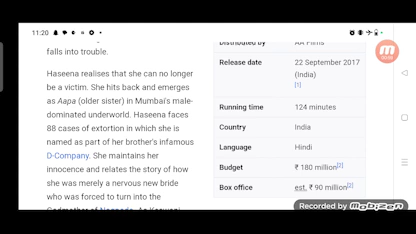 11:20
falls into trouble.
Haseena realises that she can no longer
be a victim. She hits back and emerges
as Aapa (older sister) in Mumbai's male-
dominated underworld. Haseena faces
88 cases of extortion in which she is
named as part of her brother's infamous
D-Company. She maintains her
innocence and relates the story of how
she was merely a nervous new bride
who was forced to turn into the
Distributed by AA Films
Release date 22 September 2017
(India)
[1]
Running time 124 minutes
Country India
Language Hindi
Budget ₹ 180 million[2]
Box office est. ₹ 90 million[2]
Recorded by Mobizen